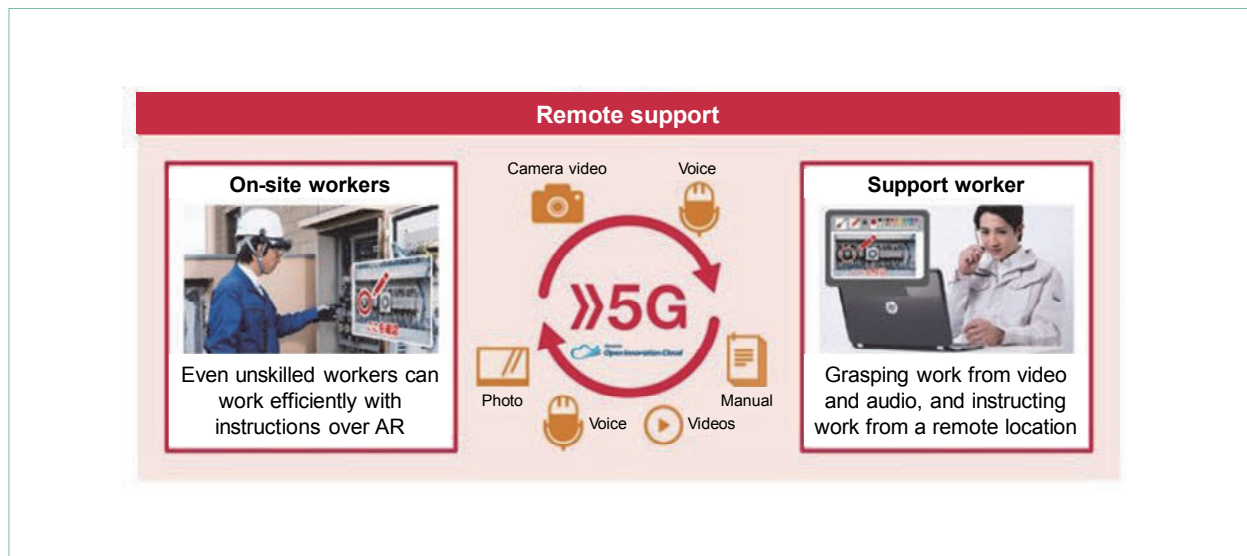 Remote support
On-site workers
Even unskilled workers can
work efficiently with
instructions over AR
Camera video
Voice
»5G
Open Innovation Cloud
Photo
Voice
Videos
Manual
Support worker
Grasping work from video
and audio, and instructing
work from a remote location